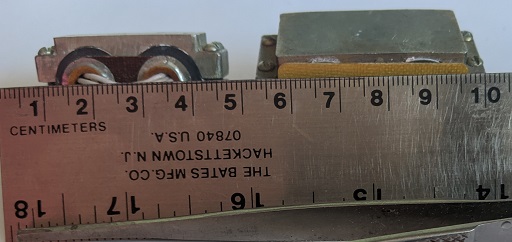 1 2 3 4 5 6 7 8 9 10
CENTIMETERS
THE BATES MFG.CO.
HACKETTSTOWN N.J.
07840 U.S.A.
18 17 16 15 14